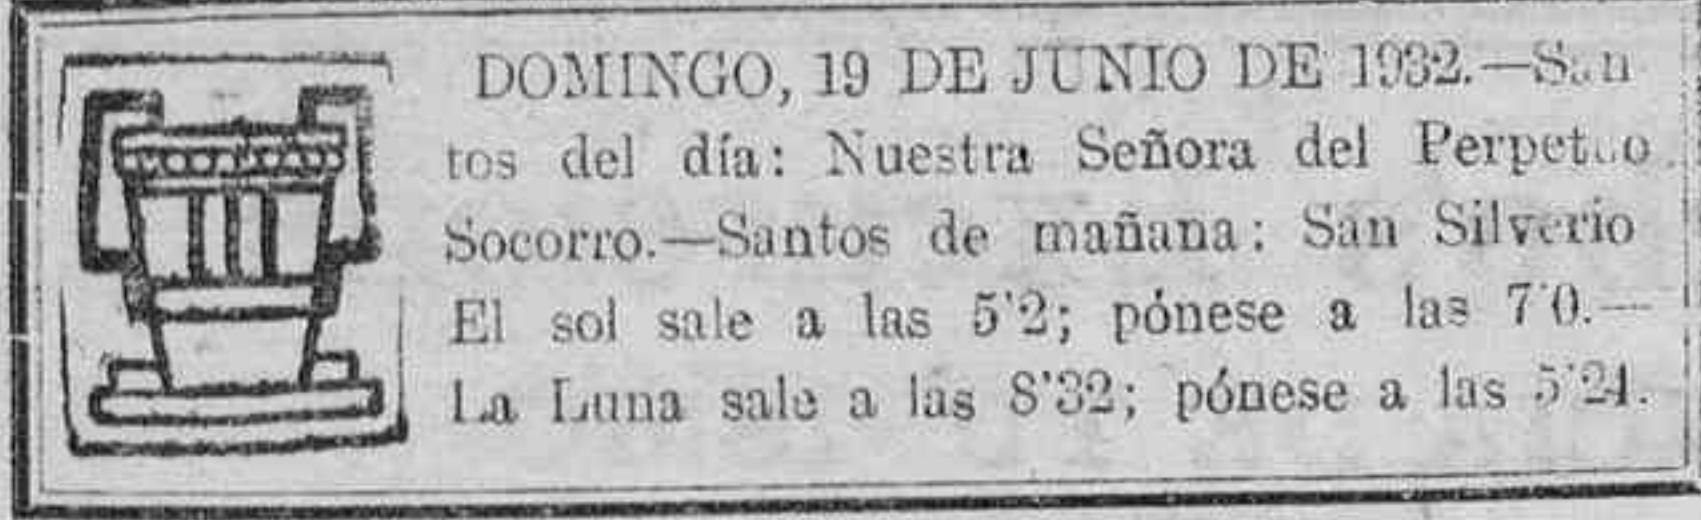 DOMINGO, 19 DE JUNIO DE 1932.—San
tos del día: Nuestra Señora del Perpetuo
Socorro.—Santos de mañana: San Silverio
El sol sale a las 5'2; pónese a las 7'0.—
La Luna sale a las 8'32; pónese a las 5'24.